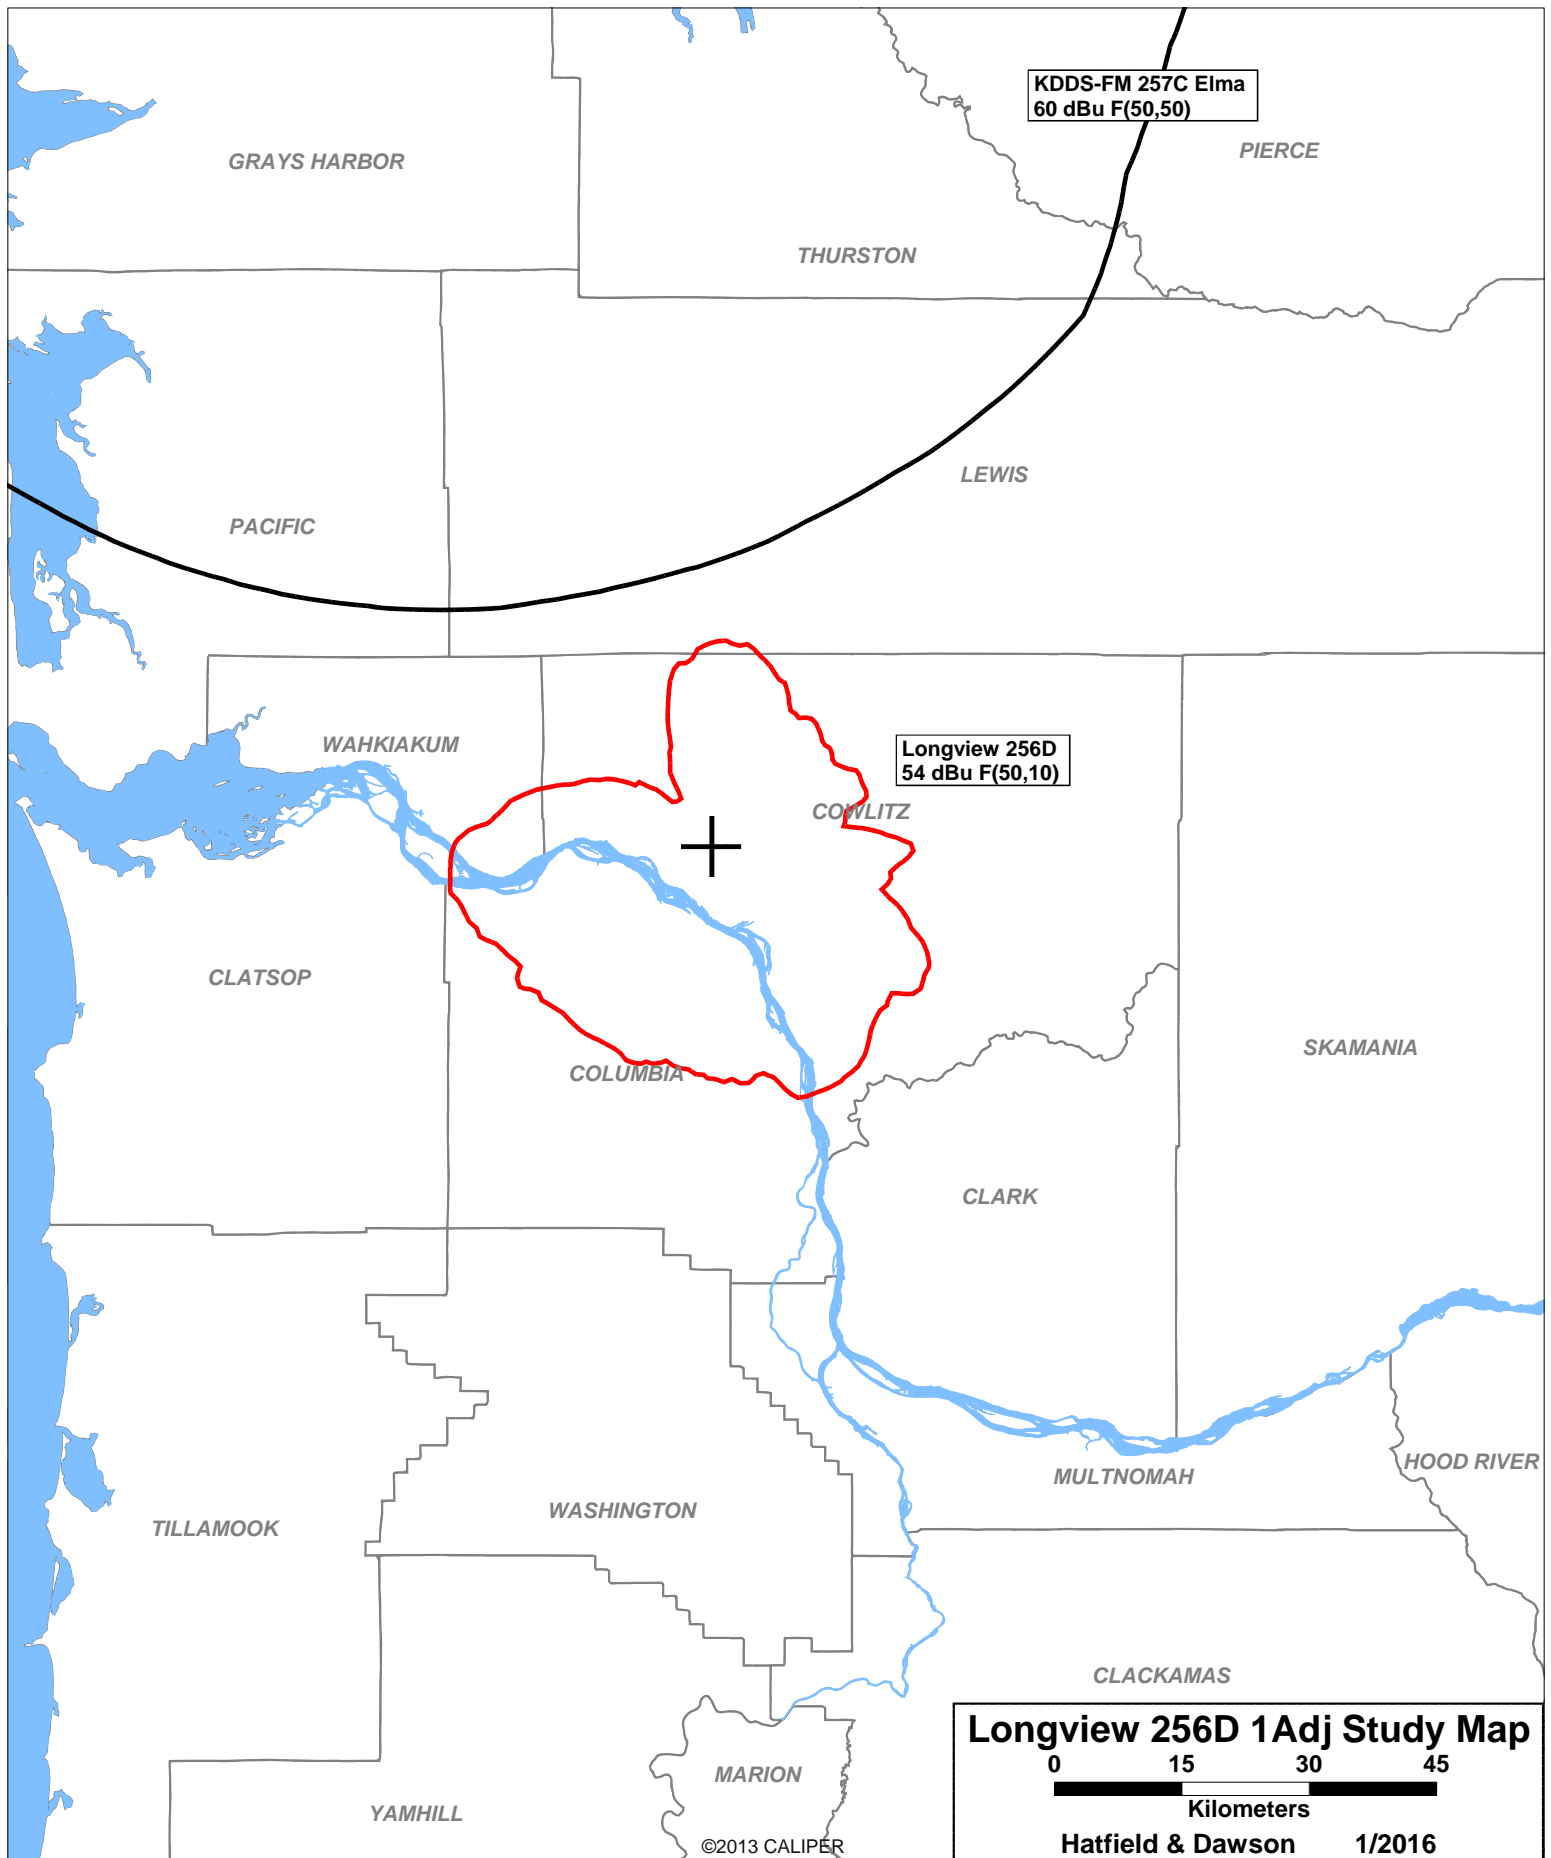 KDDS-FM 257C Elma
60 dBu F(50,50)
GRAYS HARBOR
PIERCE
THURSTON
LEWIS
PACIFIC
WAHKIAKUM
Longview 256D
54 dBu F(50,10)
COWLITZ
CLATSOP
COLUMBIA
SKAMANIA
CLARK
HOOD RIVER
MULTNOMAH
WASHINGTON
TILLAMOOK
CLACKAMAS
MARION
YAMHILL
©2013 CALIPER
Longview 256D 1Adj Study Map
0 15 30 45
Kilometers
Hatfield & Dawson 1/2016